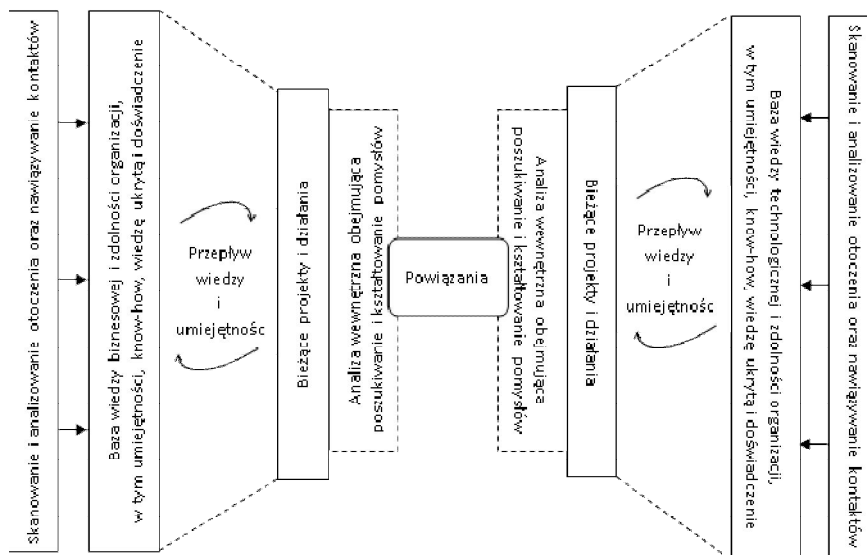 Skanowanie i analizowanie otoczenia oraz nawiązywanie kontaktów
Baza wiedzy biznesowej i zdolności organizacji,
w tym umiejętności, know-how, wiedzę ukrytą i doświadczenie
Przepływ
wiedzy
i
umiejętnośc
Bieżące projekty i działania
Analiza wewnętrzna obejmująca
poszukiwanie i kształtowanie pomysłów
Powiązania
Analiza wewnętrzna obejmująca
poszukiwanie i kształtowanie pomysłów
Bieżące projekty i działania
Przepływ
wiedzy
i
umiejętnośc
Baza wiedzy technologicznej i zdolności organizacji,
w tym umiejętności, know-how, wiedzę ukrytą i doświadczenie
Skanowanie i analizowanie otoczenia oraz nawiązywanie kontaktów